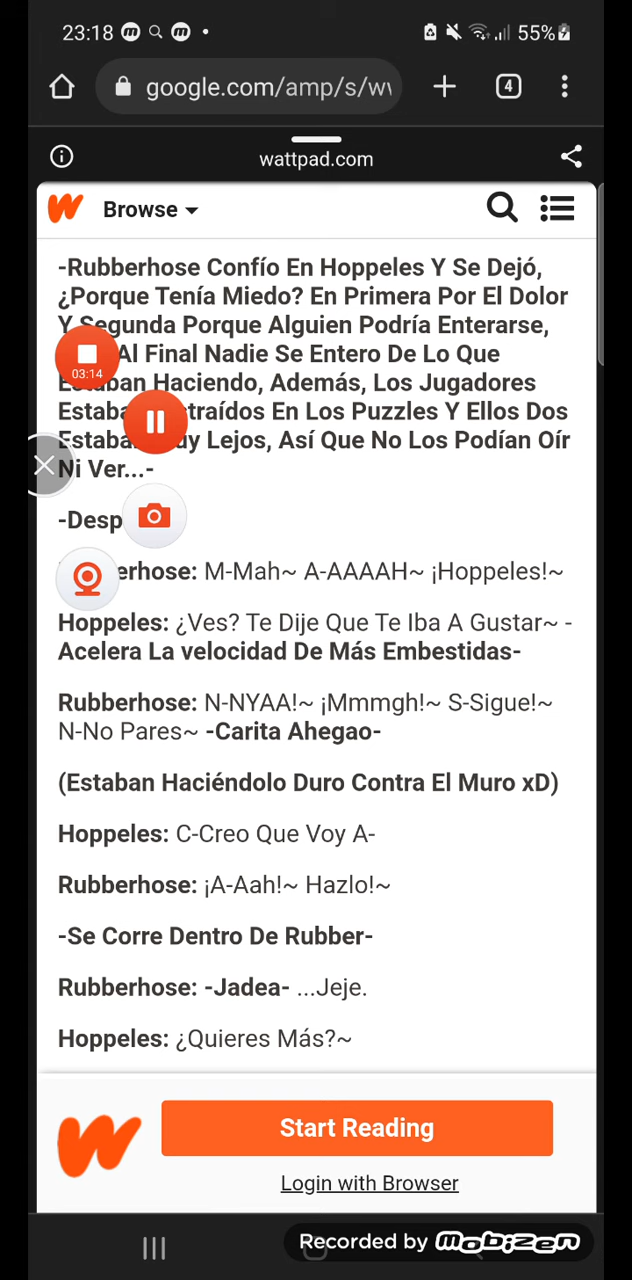 23:18
55%
google.com/amp/s/w
4
wattpad.com
Browse
-Rubberhose Confío En Hoppeles Y Se Dejó,
¿Porque Tenía Miedo? En Primera Por El Dolor
Y Segunda Porque Alguien Podría Enterarse,
Al Final Nadie Se Entero De Lo Que
Haciendo, Además, Los Jugadores
En Los Puzzles Y Ellos Dos
Lejos, Así Que No Los Podían Oír
Ni Ver...-
03:14
-Desp
erhose: M-Mah~ A-AAAAH~ ¡Hoppeles!~
Hoppeles: ¿Ves? Te Dije Que Te Iba A Gustar~ -
Acelera La velocidad De Más Embestidas-
Rubberhose: N-NYAA!~ ¡Mmmgh!~ S-Sigue!~
N-No Pares~ -Carita Ahegao-
(Estaban Haciéndolo Duro Contra El Muro xD)
Hoppeles: C-Creo Que Voy A-
Rubberhose: ¡A-Aah!~ Hazlo!~
-Se Corre Dentro De Rubber-
Rubberhose: -Jadea- ...Jeje.
Hoppeles: ¿Quieres Más?~
Start Reading
Login with Browser
Recorded by mobizen